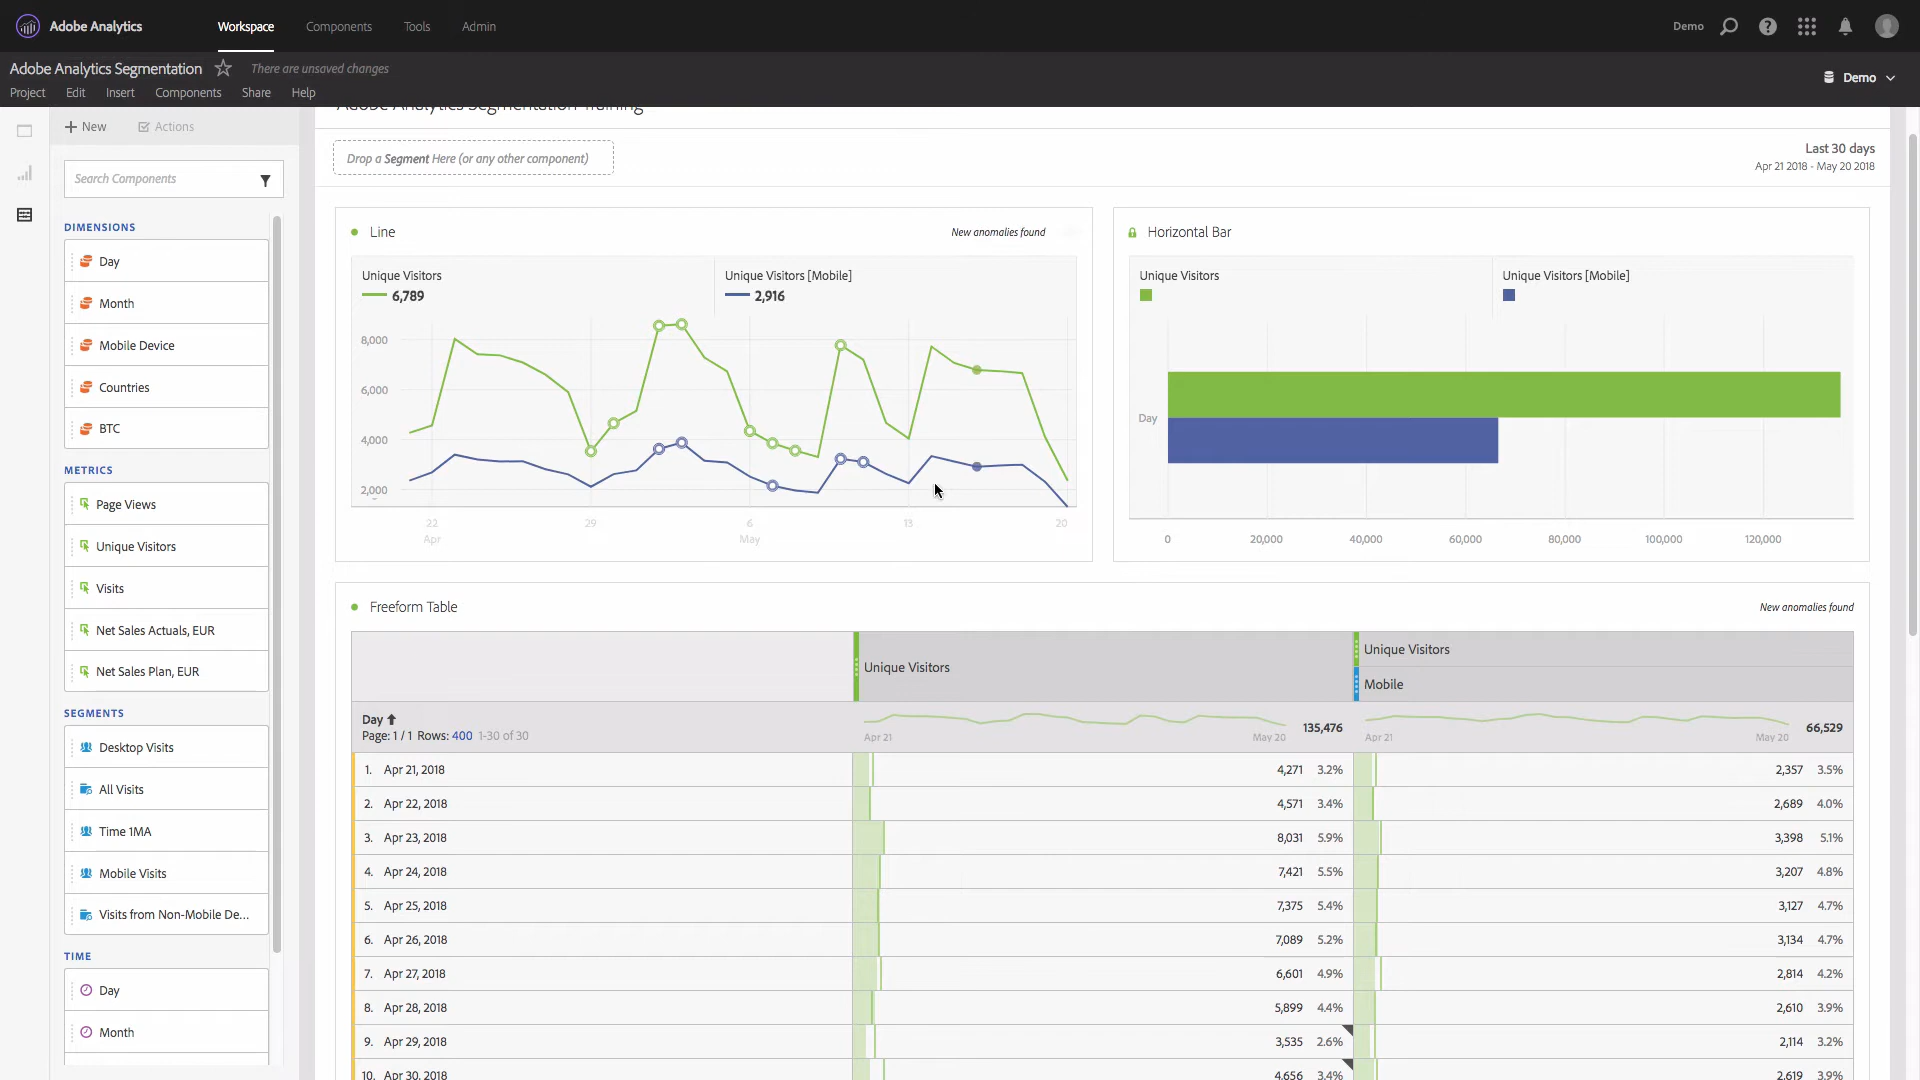 Adobe Analytics
Workspace
Components
Tools
Admin
Demo
Adobe Analytics Segmentation
There are unsaved changes
Demo
Project
Edit
Insert
Components
Share
Help
Adobe Analytics Segmentation Training
New
Actions
Search Components
DIMENSIONS
Day
Month
Mobile Device
Countries
BTC
METRICS
Page Views
Unique Visitors
Visits
Net Sales Actuals, EUR
Net Sales Plan, EUR
SEGMENTS
Desktop Visits
All Visits
Time 1MA
Mobile Visits
Visits from Non-Mobile De...
TIME
Day
Month
Drop a Segment Here (or any other component)
Last 30 days
Apr 21 2018 - May 20 2018
Line
New anomalies found
Unique Visitors
6,789
Unique Visitors [Mobile]
2,916
8,000
6,000
4,000
2,000
22
29
6
13
20
Apr
May
Horizontal Bar
Unique Visitors
Unique Visitors [Mobile]
Day
0
20,000
40,000
60,000
80,000
100,000
120,000
Freeform Table
New anomalies found
Unique Visitors
Unique Visitors
Mobile
Day
Page: 1 / 1 Rows: 400 1-30 of 30
Apr 21
May 20
135,476
Apr 21
May 20
66,529
1. Apr 21, 2018 4,271 3.2% 2,357 3.5%
2. Apr 22, 2018 4,571 3.4% 2,689 4.0%
3. Apr 23, 2018 8,031 5.9% 3,398 5.1%
4. Apr 24, 2018 7,421 5.5% 3,207 4.8%
5. Apr 25, 2018 7,375 5.4% 3,127 4.7%
6. Apr 26, 2018 7,089 5.2% 3,134 4.7%
7. Apr 27, 2018 6,601 4.9% 2,814 4.2%
8. Apr 28, 2018 5,899 4.4% 2,610 3.9%
9. Apr 29, 2018 3,535 2.6% 2,114 3.2%
10. Apr 30, 2018 4,656 3.4% 2,619 3.9%